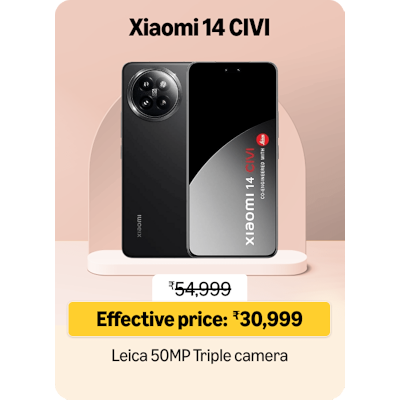 Xiaomi 14 CIVI
xiaomi
xiaomi 14 CIVI
CO-ENGINEERED WITH Leica
₹54,999
Effective price: ₹30,999
Leica 50MP Triple camera